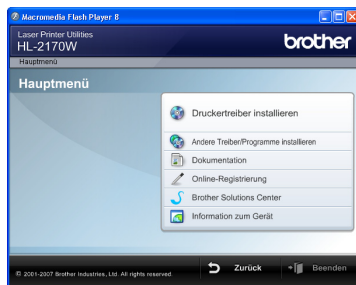 Macromedia Flash Player 8
Laser Printer Utilities
HL-2170W
brother
Hauptmenü
Hauptmenü
Druckertreiber installieren
Andere Treiber/Programme installieren
Dokumentation
Online-Registrierung
Brother Solutions Center
Information zum Gerät
© 2001-2007 Brother Industries, Ltd. All rights reserved.
Zurück
Beenden